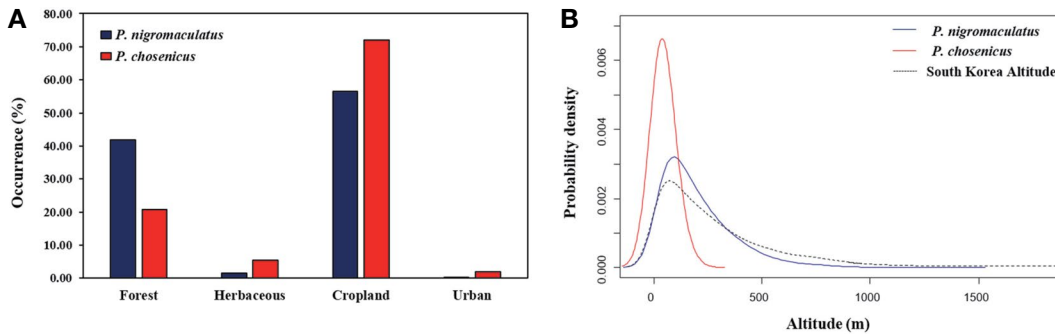 A
80.00
70.00
60.00
50.00
40.00
30.00
20.00
10.00
0.00
Occurrence (%)
P. nigromaculatus
P. chosenicus
Forest
Herbaceous
Cropland
Urban
B
0.006
0.004
0.002
0.000
Probability density
P. nigromaculatus
P. chosenicus
South Korea Altitude
0
500
1000
1500
Altitude (m)